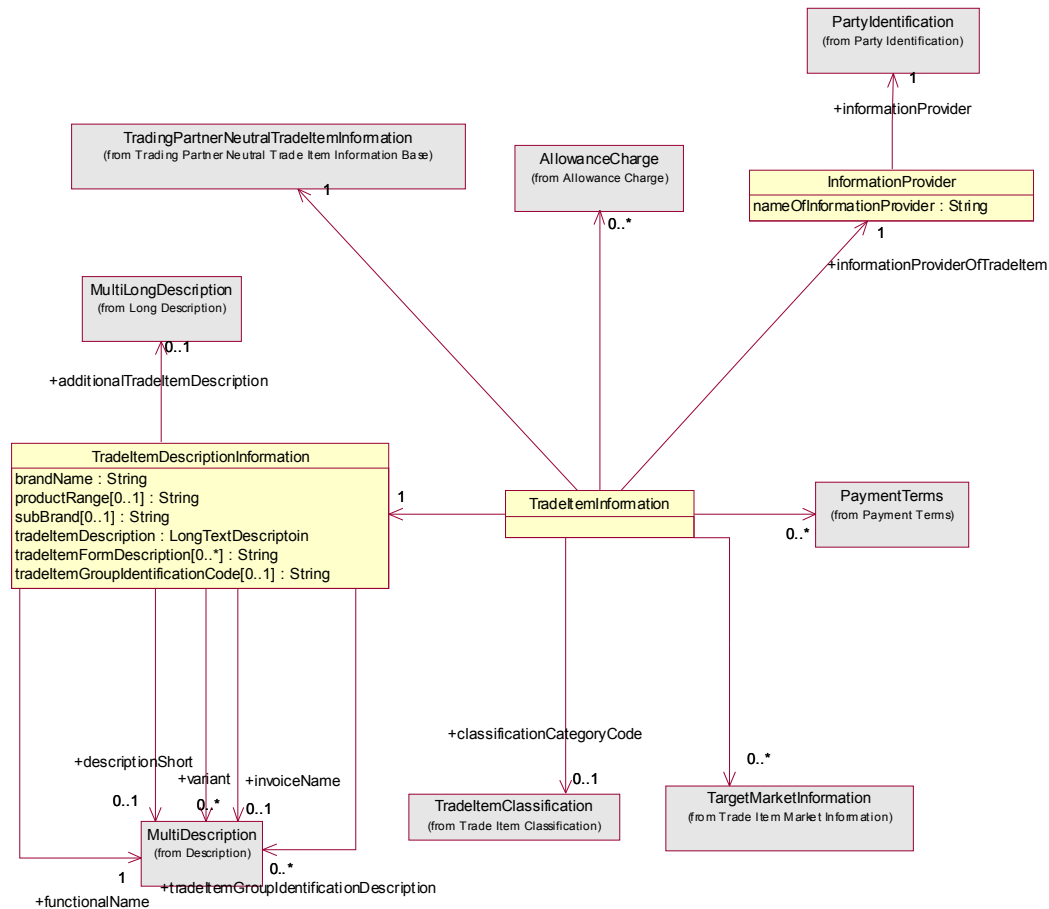 PartyIdentification
(from Party Identification)
1
+informationProvider
TradingPartnerNeutralTradeItemInformation
(from Trading Partner Neutral Trade Item Information Base)
1
AllowanceCharge
(from Allowance Charge)
0..*
InformationProvider
nameOfInformationProvider : String
1
+informationProviderOfTradeItem
MultiLongDescription
(from Long Description)
0..1
+additionalTradeItemDescription
TradeItemDescriptionInformation
brandName : String
productRange[0..1] : String
subBrand[0..1] : String
tradeItemDescription : LongTextDescriptoin
tradeItemFormDescription[0..*] : String
tradeItemGroupIdentificationCode[0..1] : String
1
TradeItemInformation
PaymentTerms
(from Payment Terms)
0..*
+classificationCategoryCode
0..1
TradeItemClassification
(from Trade Item Classification)
0..*
TargetMarketInformation
(from Trade Item Market Information)
+descriptionShort
0..1
+variant
0..*
+invoiceName
0..1
MultiDescription
(from Description)
1
+functionalName
0..*
+tradeItemGroupIdentificationDescription